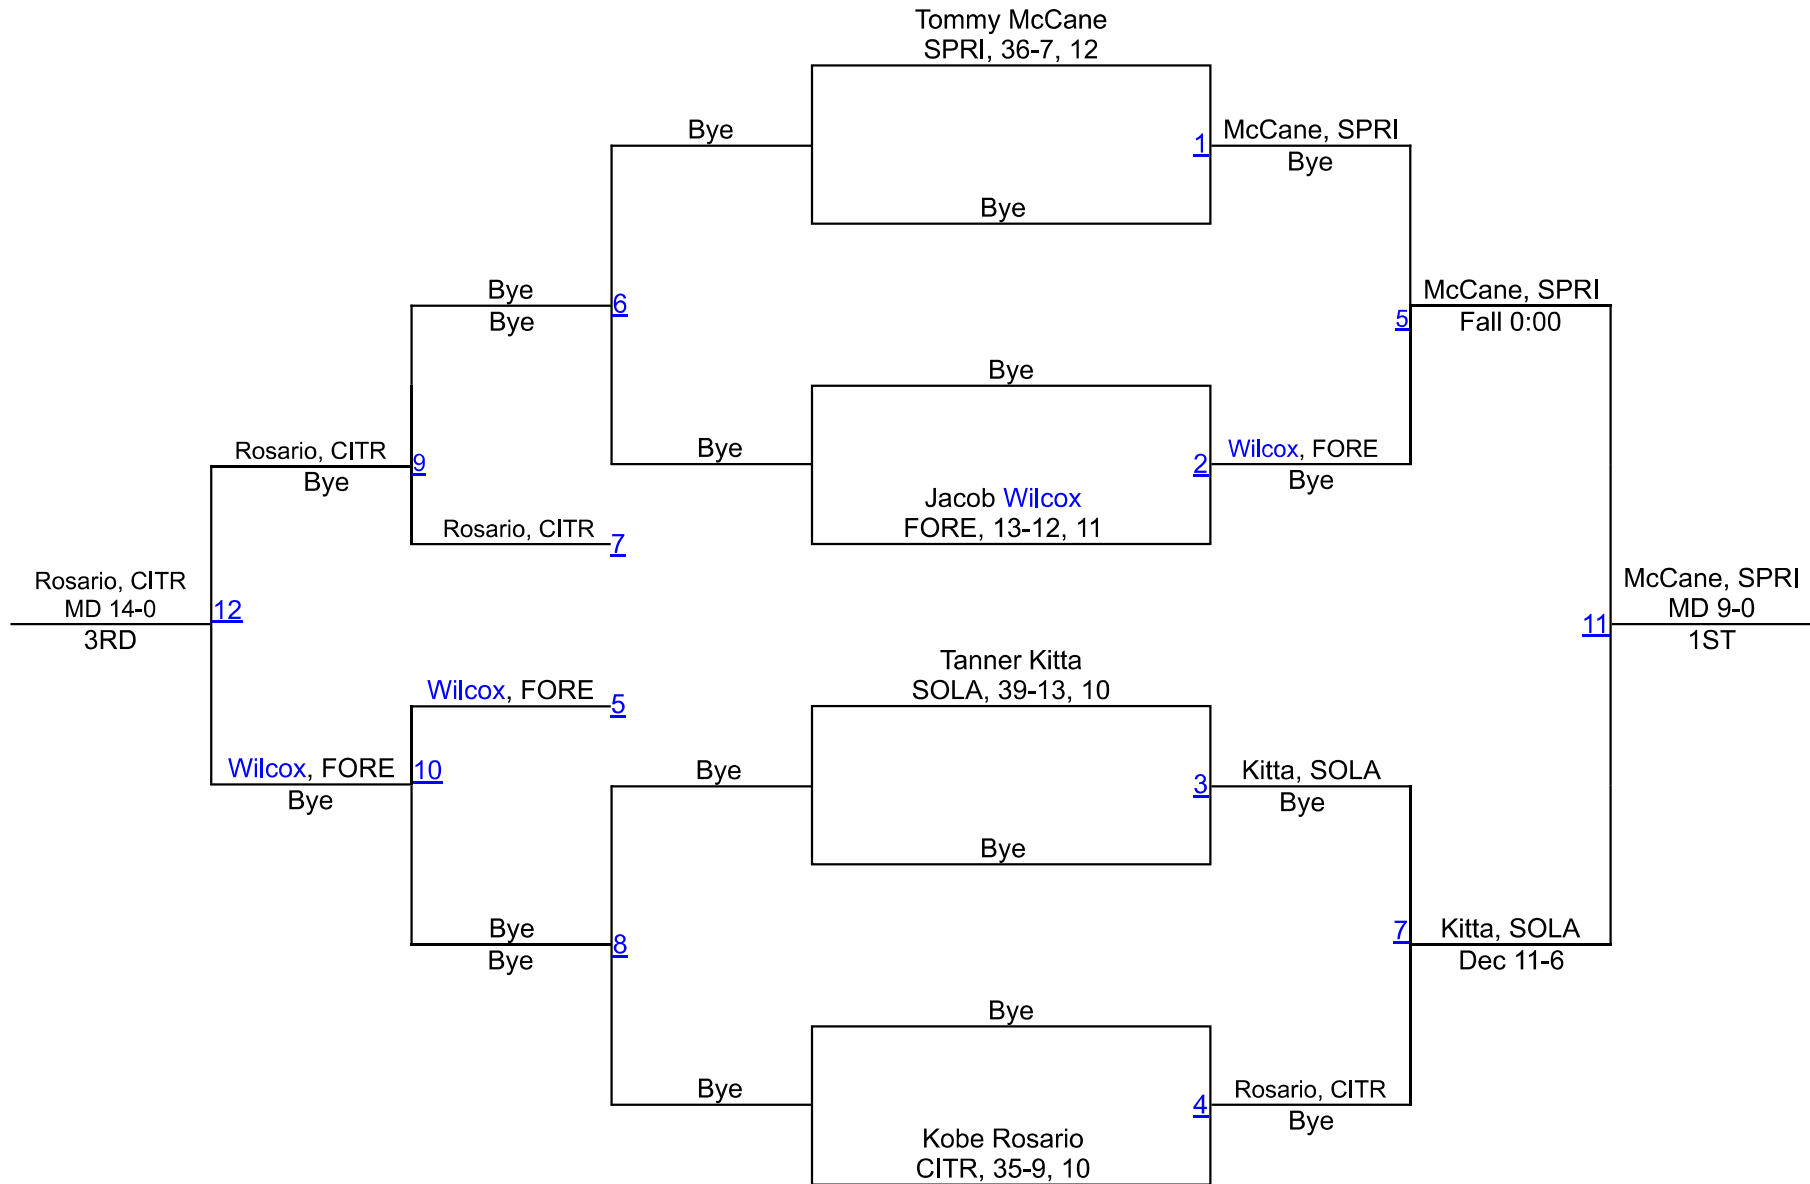 Tommy McCane
SPRI, 36-7, 12
Bye
1
McCane, SPRI
Bye
Bye
Bye
Bye
6
McCane, SPRI
Fall 0:00
5
Bye
Rosario, CITR
Bye
9
Bye
2
Wilcox, FORE
Bye
Jacob Wilcox
FORE, 13-12, 11
Rosario, CITR
7
Rosario, CITR
MD 14-0
3RD
12
McCane, SPRI
MD 9-0
1ST
11
Tanner Kitta
SOLA, 39-13, 10
Wilcox, FORE
5
Wilcox, FORE
Bye
10
Bye
3
Kitta, SOLA
Bye
Bye
Bye
Bye
8
7
Kitta, SOLA
Dec 11-6
Bye
Bye
4
Rosario, CITR
Bye
Kobe Rosario
CITR, 35-9, 10